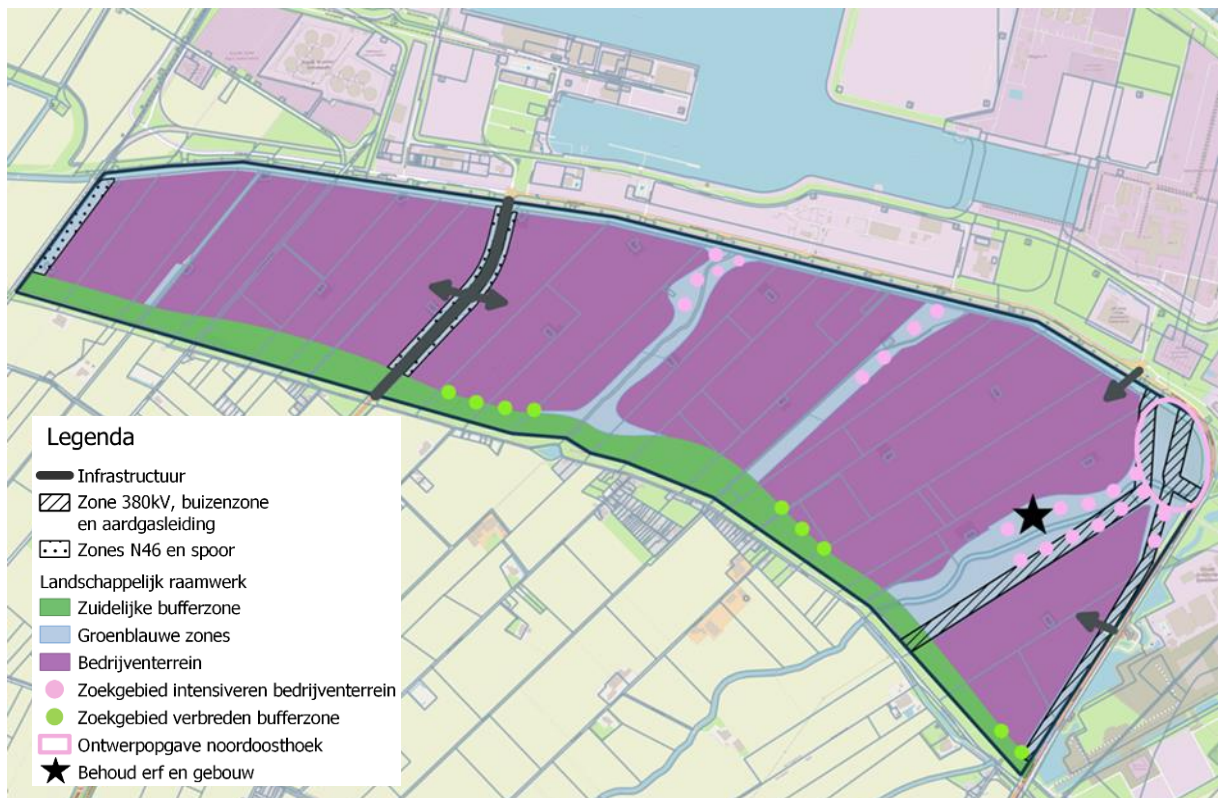 Legenda
Infrastructuur
Zone 380kV, buizenzone
en aardgasleiding
Zones N46 en spoor
Landschappelijk raamwerk
Zuidelijke bufferzone
Groenblauwe zones
Bedrijventerrein
Zoekgebied intensiveren bedrijventerrein
Zoekgebied verbreden bufferzone
Ontwerpopgave noordoosthoek
Behoud erf en gebouw